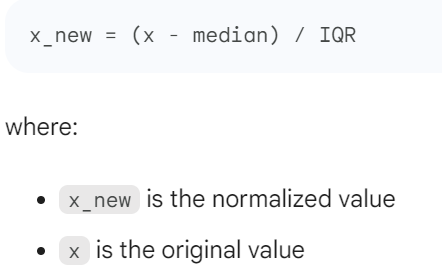 x_new = (x - median) / IQR
where:
• x_new is the normalized value
• x is the original value